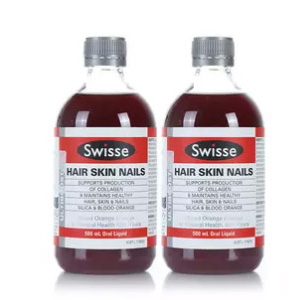 Swisse
HAIR SKIN NAILS
SUPPORTS PRODUCTION
OF COLLAGEN
& MAINTAINS HEALTHY
HAIR, SKIN & NAILS
SILICA & BLOOD ORANGE
500 mL Oral Liquid
Swisse
HAIR SKIN NAILS
SUPPORTS PRODUCTION
OF COLLAGEN
& MAINTAINS HEALTHY
HAIR, SKIN & NAILS
SILICA & BLOOD ORANGE
500 mL Oral Liquid